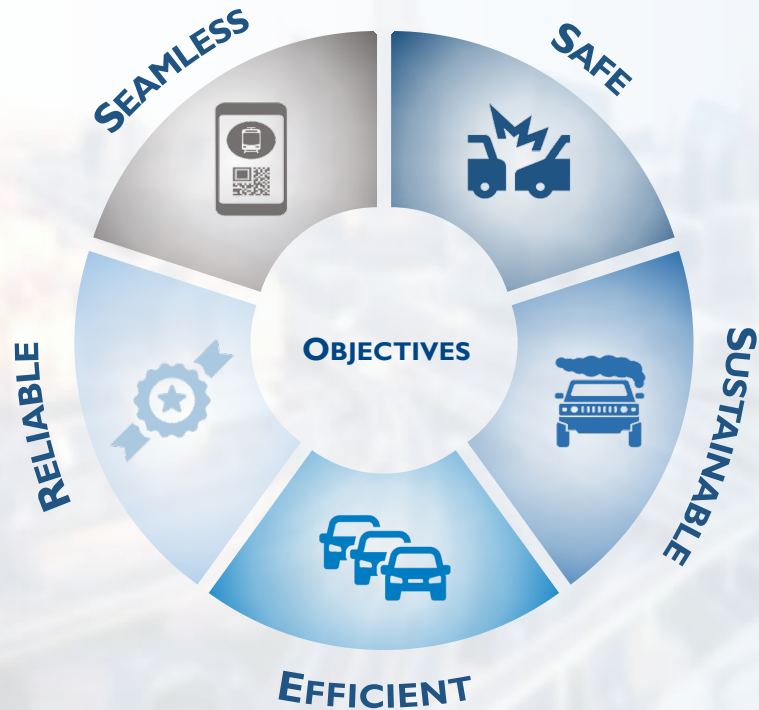 SEAMLESS
SAFE
OBJECTIVES
RELIABLE
SUSTAINABLE
EFFICIENT